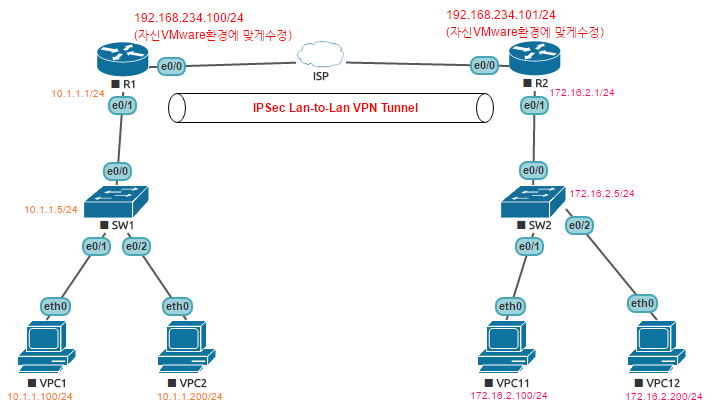 192.168.234.100/24
(자신VMware환경에 맞게수정)
192.168.234.101/24
(자신VMware환경에 맞게수정)
e0/0
ISP
e0/0
R1
R2
10.1.1.1/24
172.16.2.1/24
e0/1
IPSec Lan-to-Lan VPN Tunnel
e0/1
e0/0
e0/0
10.1.1.5/24
172.16.2.5/24
SW1
SW2
e0/1
e0/2
e0/1
e0/2
eth0
eth0
eth0
eth0
VPC1
VPC2
VPC11
VPC12
10.1.1.100/24
10.1.1.200/24
172.16.2.100/24
172.16.2.200/24